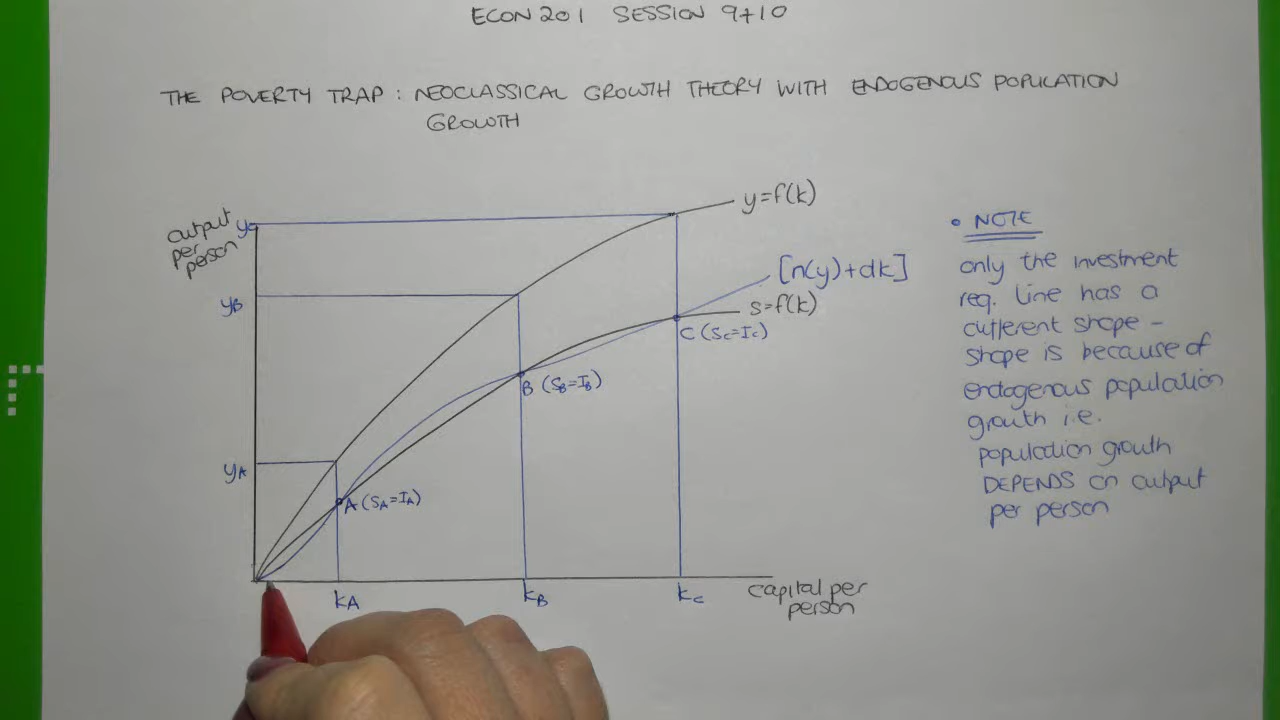 ECON 201 SESSION 9+10
THE POVERTY TRAP : NEOCLASSICAL GROWTH THEORY WITH ENDOGENOUS POPULATION
GROWTH
output
per
person
yc
yB
yA
y=f(k)
[n(y)+dk]
s=f(k)
C (Sc=Ic)
B (SB=IB)
A (SA=IA)
kA
kB
kc
capital per
person
• NOTE
only the investment
req. line has a
different shape -
shape is because of
endogenous population
growth i.e.
population growth
DEPENDS on output
per person